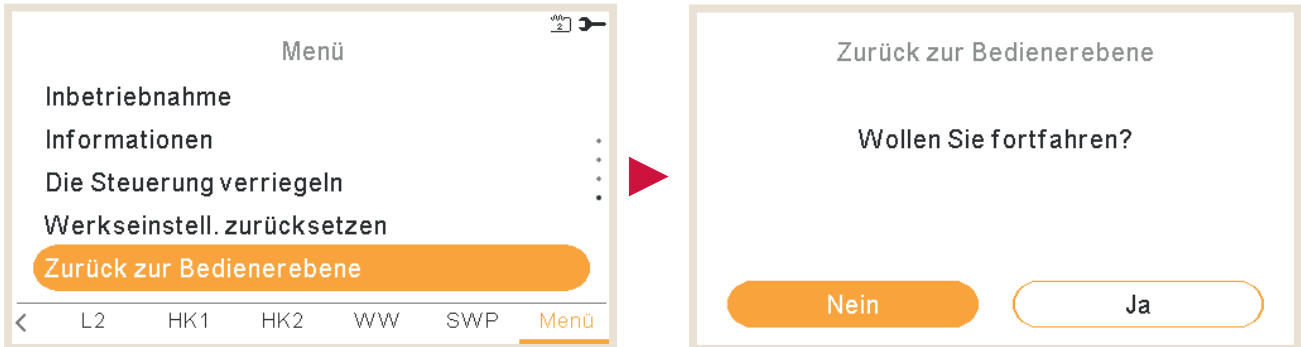 2
Menü
Inbetriebnahme
Informationen
Die Steuerung verriegeln
Werkseinstell. zurücksetzen
Zurück zur Bedienerebene
< L2 HK1 HK2 WW SWP Menü
Zurück zur Bedienerebene
Wollen Sie fortfahren?
Nein Ja